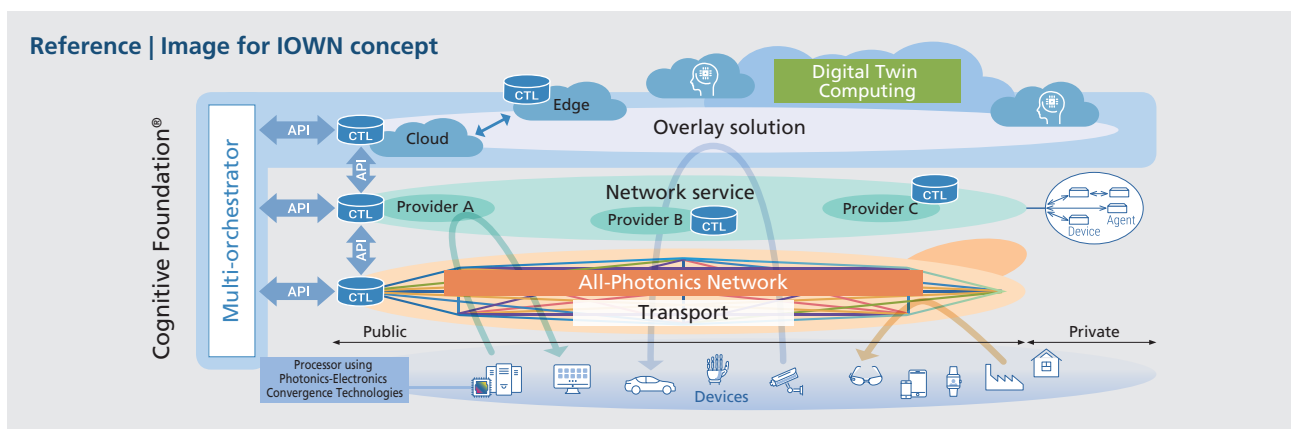 Reference | Image for IOWN concept
Cognitive Foundation®
Multi-orchestrator
Digital Twin
Computing
CTL
Edge
API
CTL
Cloud
Overlay solution
API
API
CTL
Provider A
Network service
Provider B
CTL
Provider C
CTL
Device
Agent
API
API
CTL
All-Photonics Network
Transport
Public
Private
Processor using
Photonics-Electronics
Convergence Technologies
Devices